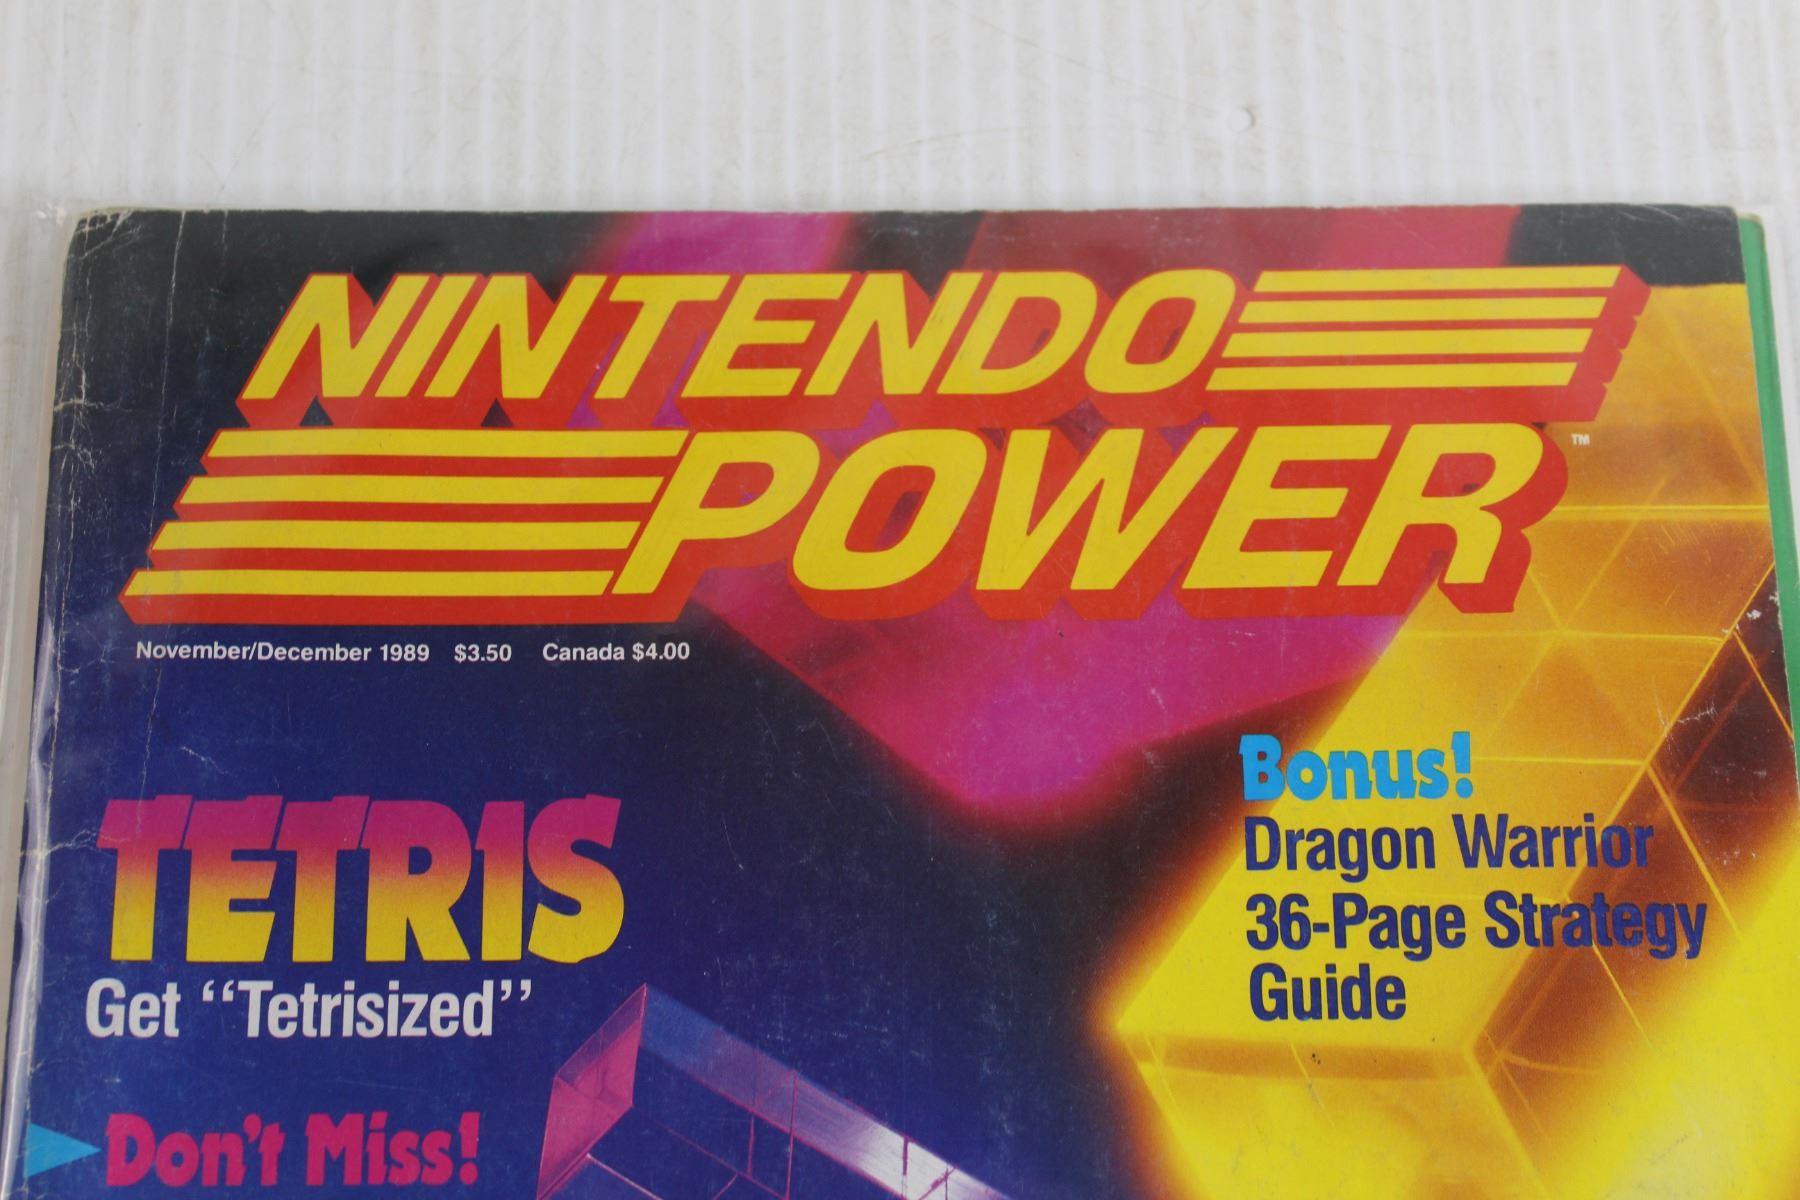 NINTENDO
POWER™
November/December 1989 $3.50 Canada $4.00
Bonus!
Dragon Warrior
36-Page Strategy
Guide
TETRIS
Get “Tetrisized”
Don't Miss!